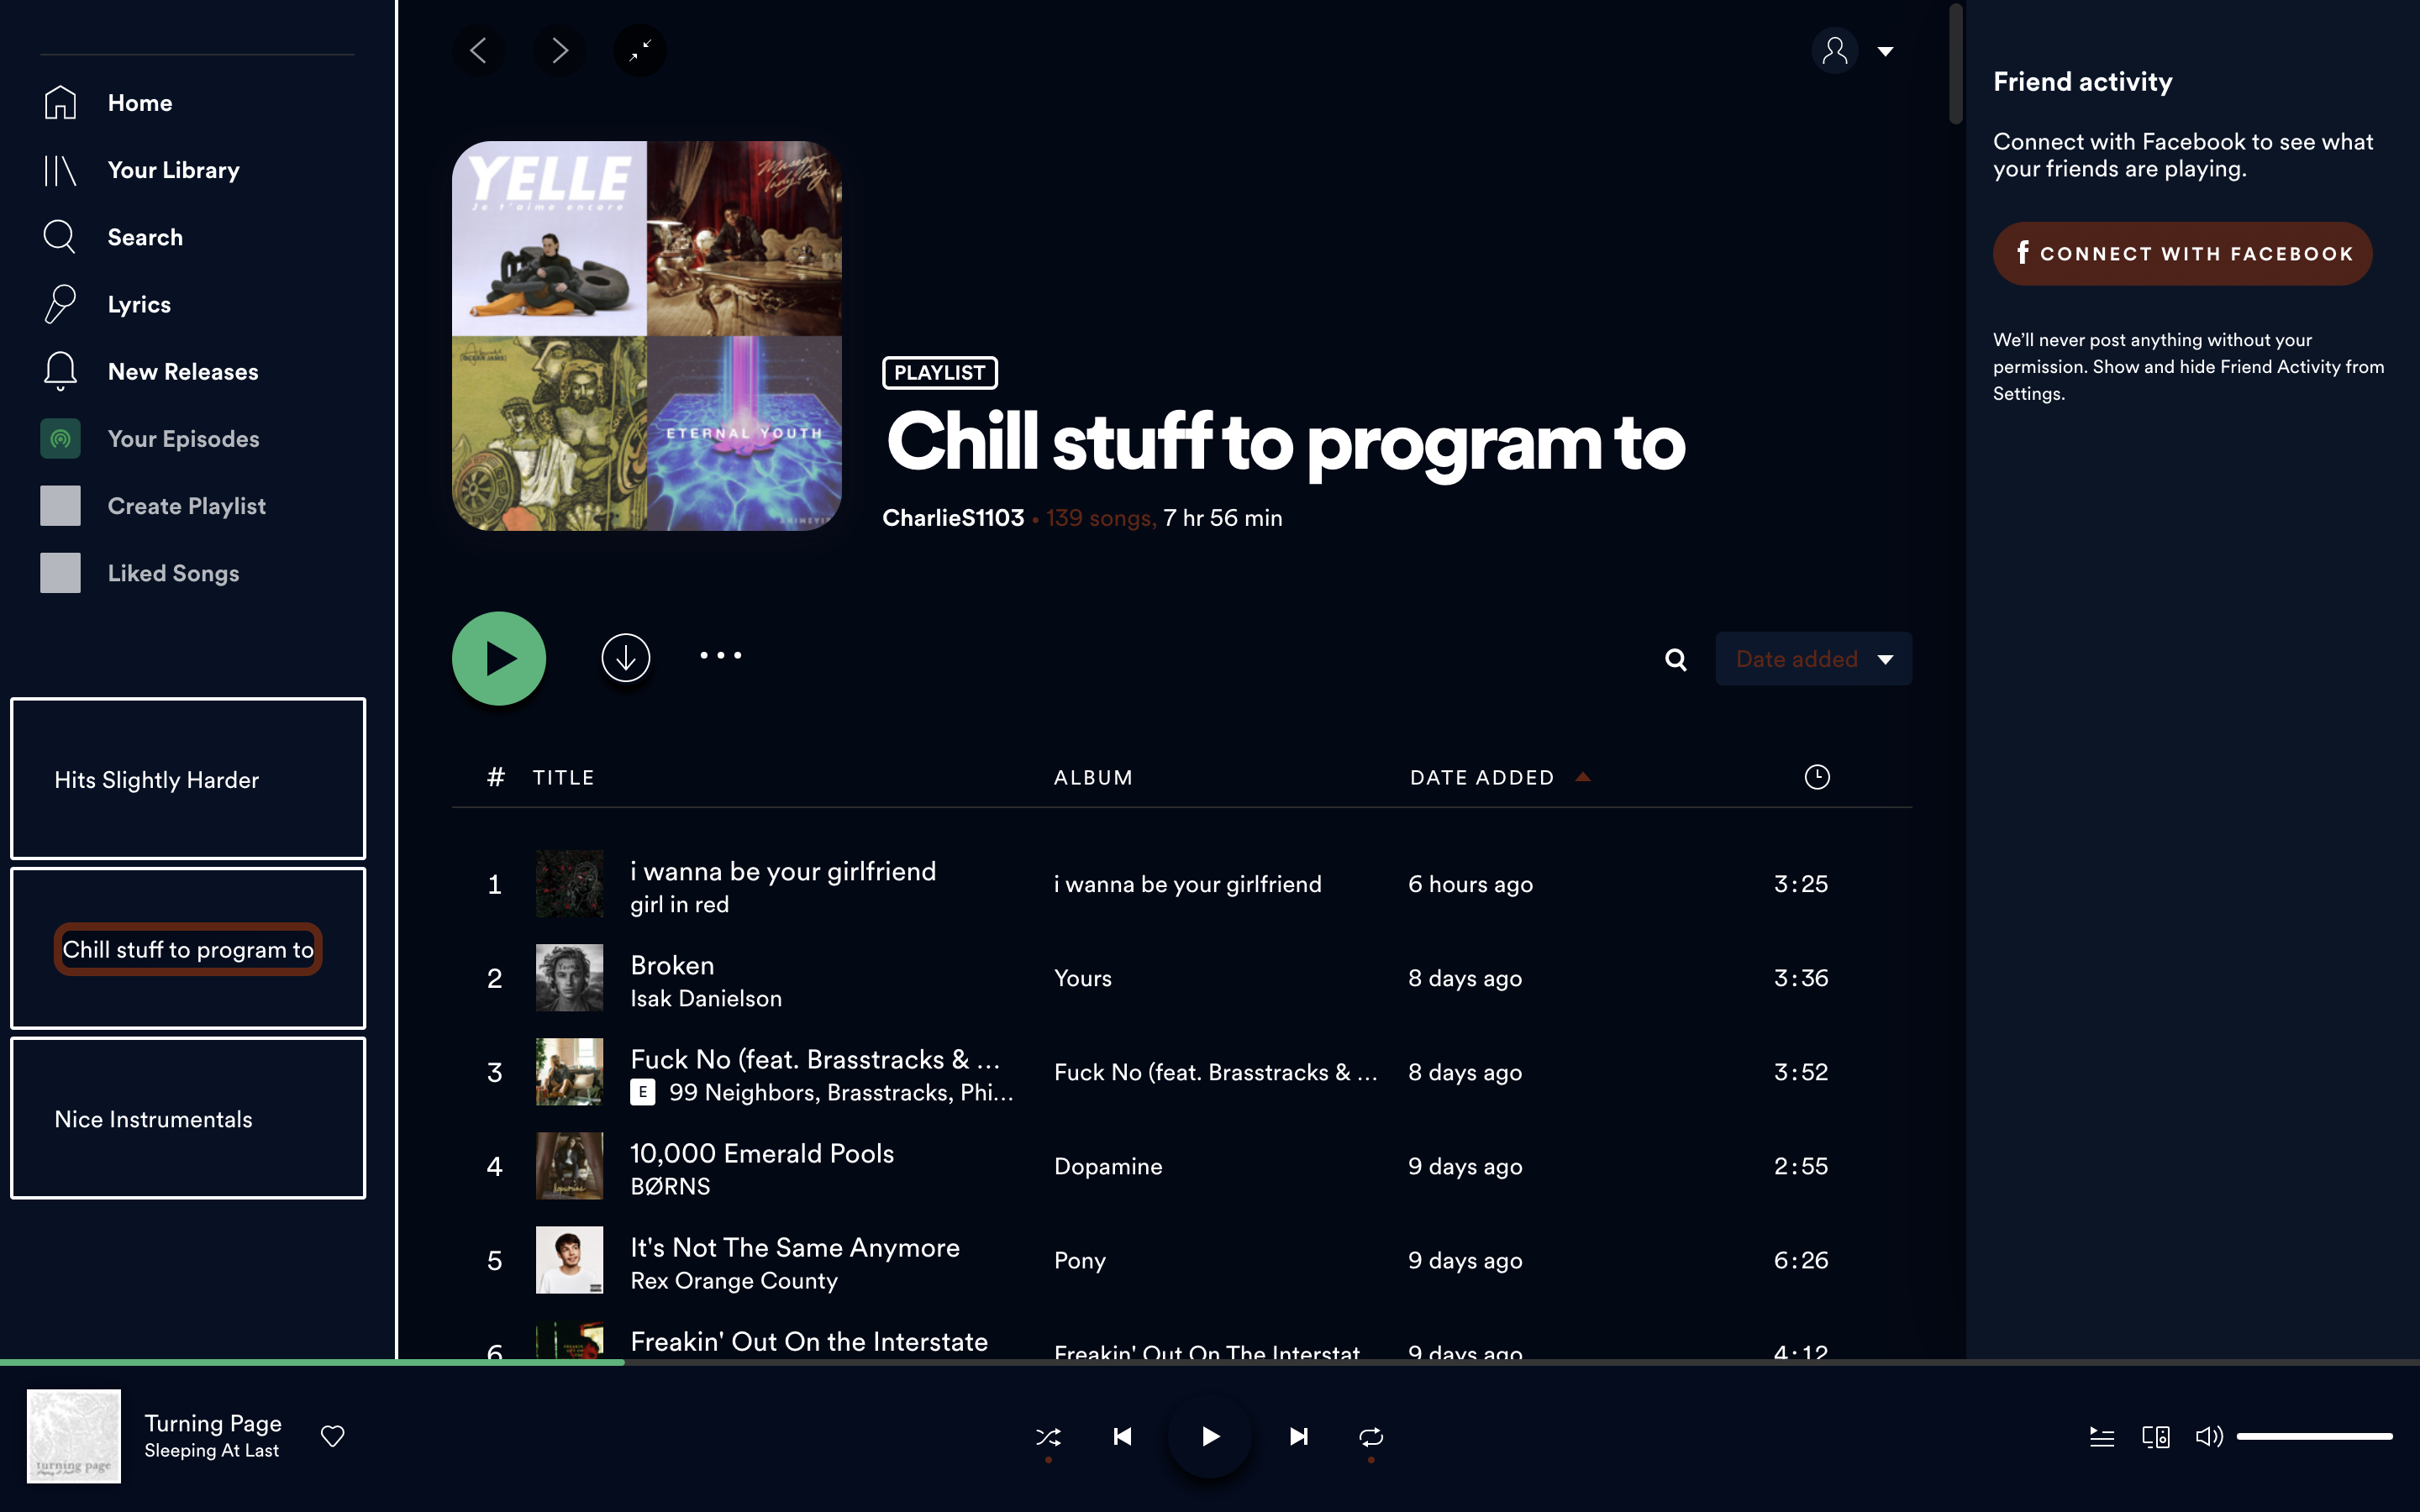 Home
Your Library
Search
Lyrics
New Releases
Your Episodes
Create Playlist
Liked Songs
Hits Slightly Harder
Chill stuff to program to
Nice Instrumentals
YELLE
Je t'aime encore
Masego
lady lady
ETERNAL YOUTH
PLAYLIST
Chill stuff to program to
CharlieS1103 • 139 songs, 7 hr 56 min
Date added
# TITLE ALBUM DATE ADDED
1 i wanna be your girlfriend i wanna be your girlfriend 6 hours ago 3:25
girl in red
2 Broken Yours 8 days ago 3:36
Isak Danielson
3 Fuck No (feat. Brasstracks & ... Fuck No (feat. Brasstracks & ... 8 days ago 3:52
E 99 Neighbors, Brasstracks, Phi...
4 10,000 Emerald Pools Dopamine 9 days ago 2:55
BØRNS
5 It's Not The Same Anymore Pony 9 days ago 6:26
Rex Orange County
6 Freakin' Out On the Interstate Freakin' Out On The Interstat 9 days ago 4:12
Friend activity
Connect with Facebook to see what
your friends are playing.
f CONNECT WITH FACEBOOK
We'll never post anything without your
permission. Show and hide Friend Activity from
Settings.
turning page
Turning Page
Sleeping At Last